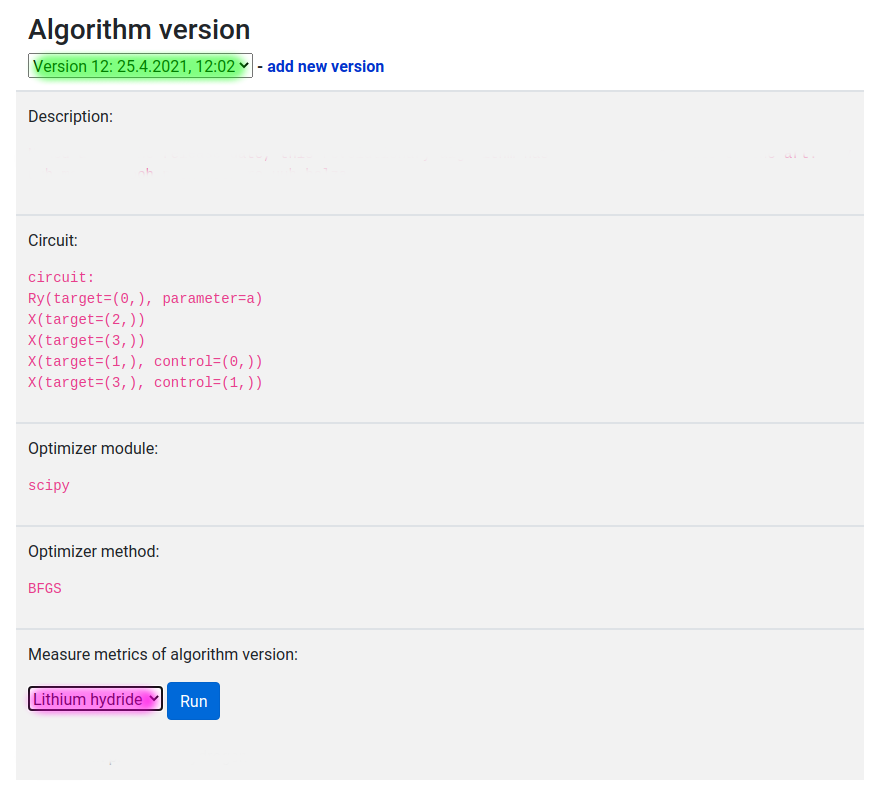 Algorithm version
Version 12: 25.4.2021, 12:02 - add new version
Description:
Circuit:
circuit:
Ry(target=(0,), parameter=a)
X(target=(2,))
X(target=(3,))
X(target=(1,), control=(0,))
X(target=(3,), control=(1,))
Optimizer module:
scipy
Optimizer method:
BFGS
Measure metrics of algorithm version:
Lithium hydride Run